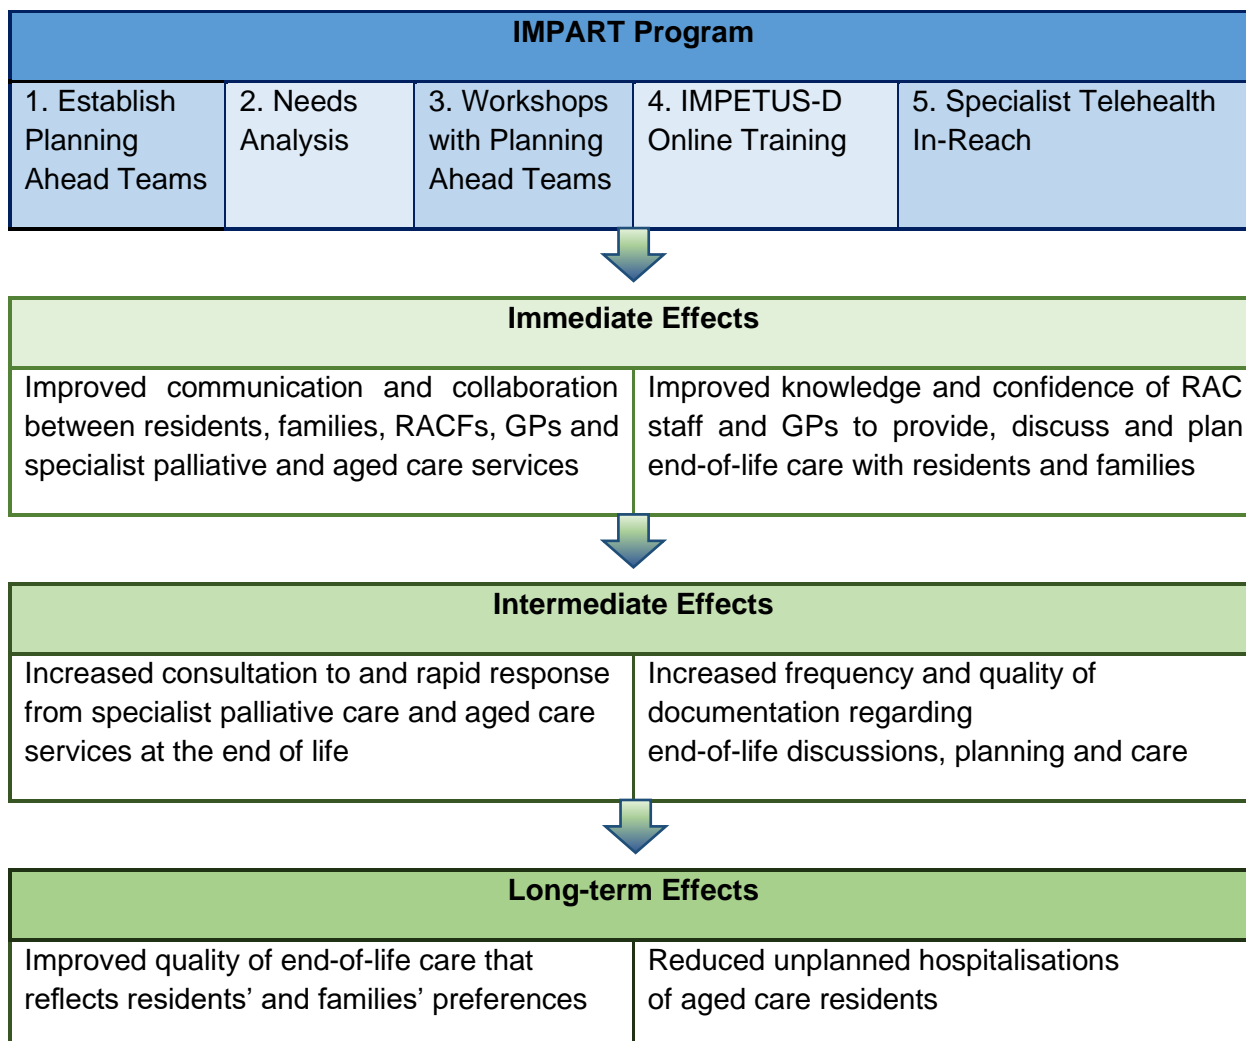 IMPART Program
1. Establish
Planning
Ahead Teams
2. Needs
Analysis
3. Workshops
with Planning
Ahead Teams
4. IMPETUS-D
Online Training
5. Specialist Telehealth
In-Reach
Immediate Effects
Improved communication and collaboration
between residents, families, RACFs, GPs and
specialist palliative and aged care services
Improved knowledge and confidence of RAC
staff and GPs to provide, discuss and plan
end-of-life care with residents and families
Intermediate Effects
Increased consultation to and rapid response
from specialist palliative care and aged care
services at the end of life
Increased frequency and quality of
documentation regarding
end-of-life discussions, planning and care
Long-term Effects
Improved quality of end-of-life care that
reflects residents’ and families’ preferences
Reduced unplanned hospitalisations
of aged care residents